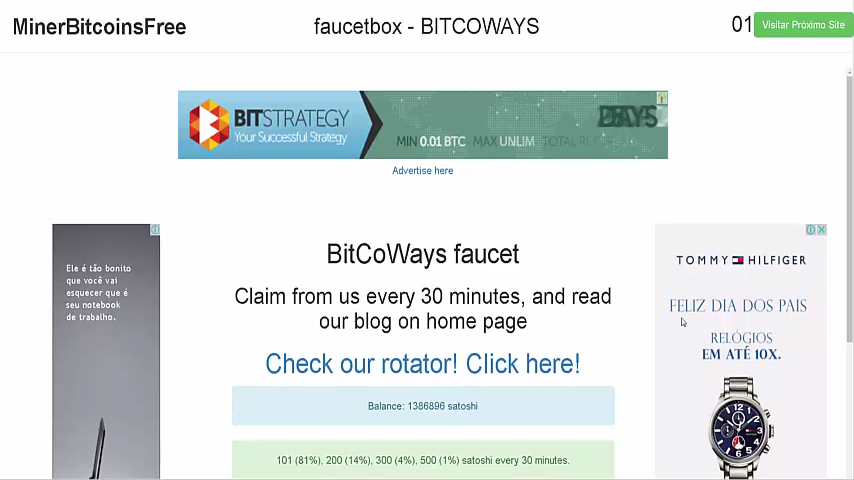 MinerBitcoinsFree
faucetbox - BITCOWAYS
01
Visitar Próximo Site
BITSTRATEGY
Your Successful Strategy
MIN 0.01 BTC MAX UNLIM TOTAL
DAYS
Advertise here
Ele é tão bonito
que você vai
esquecer que é
seu notebook
de trabalho.
BitCoWays faucet
Claim from us every 30 minutes, and read
our blog on home page
Check our rotator! Click here!
Balance: 1386896 satoshi
101 (81%), 200 (14%), 300 (4%), 500 (1%) satoshi every 30 minutes.
TOMMY HILFIGER
FELIZ DIA DOS PAIS
RELÓGIOS
EM ATÉ 10X.